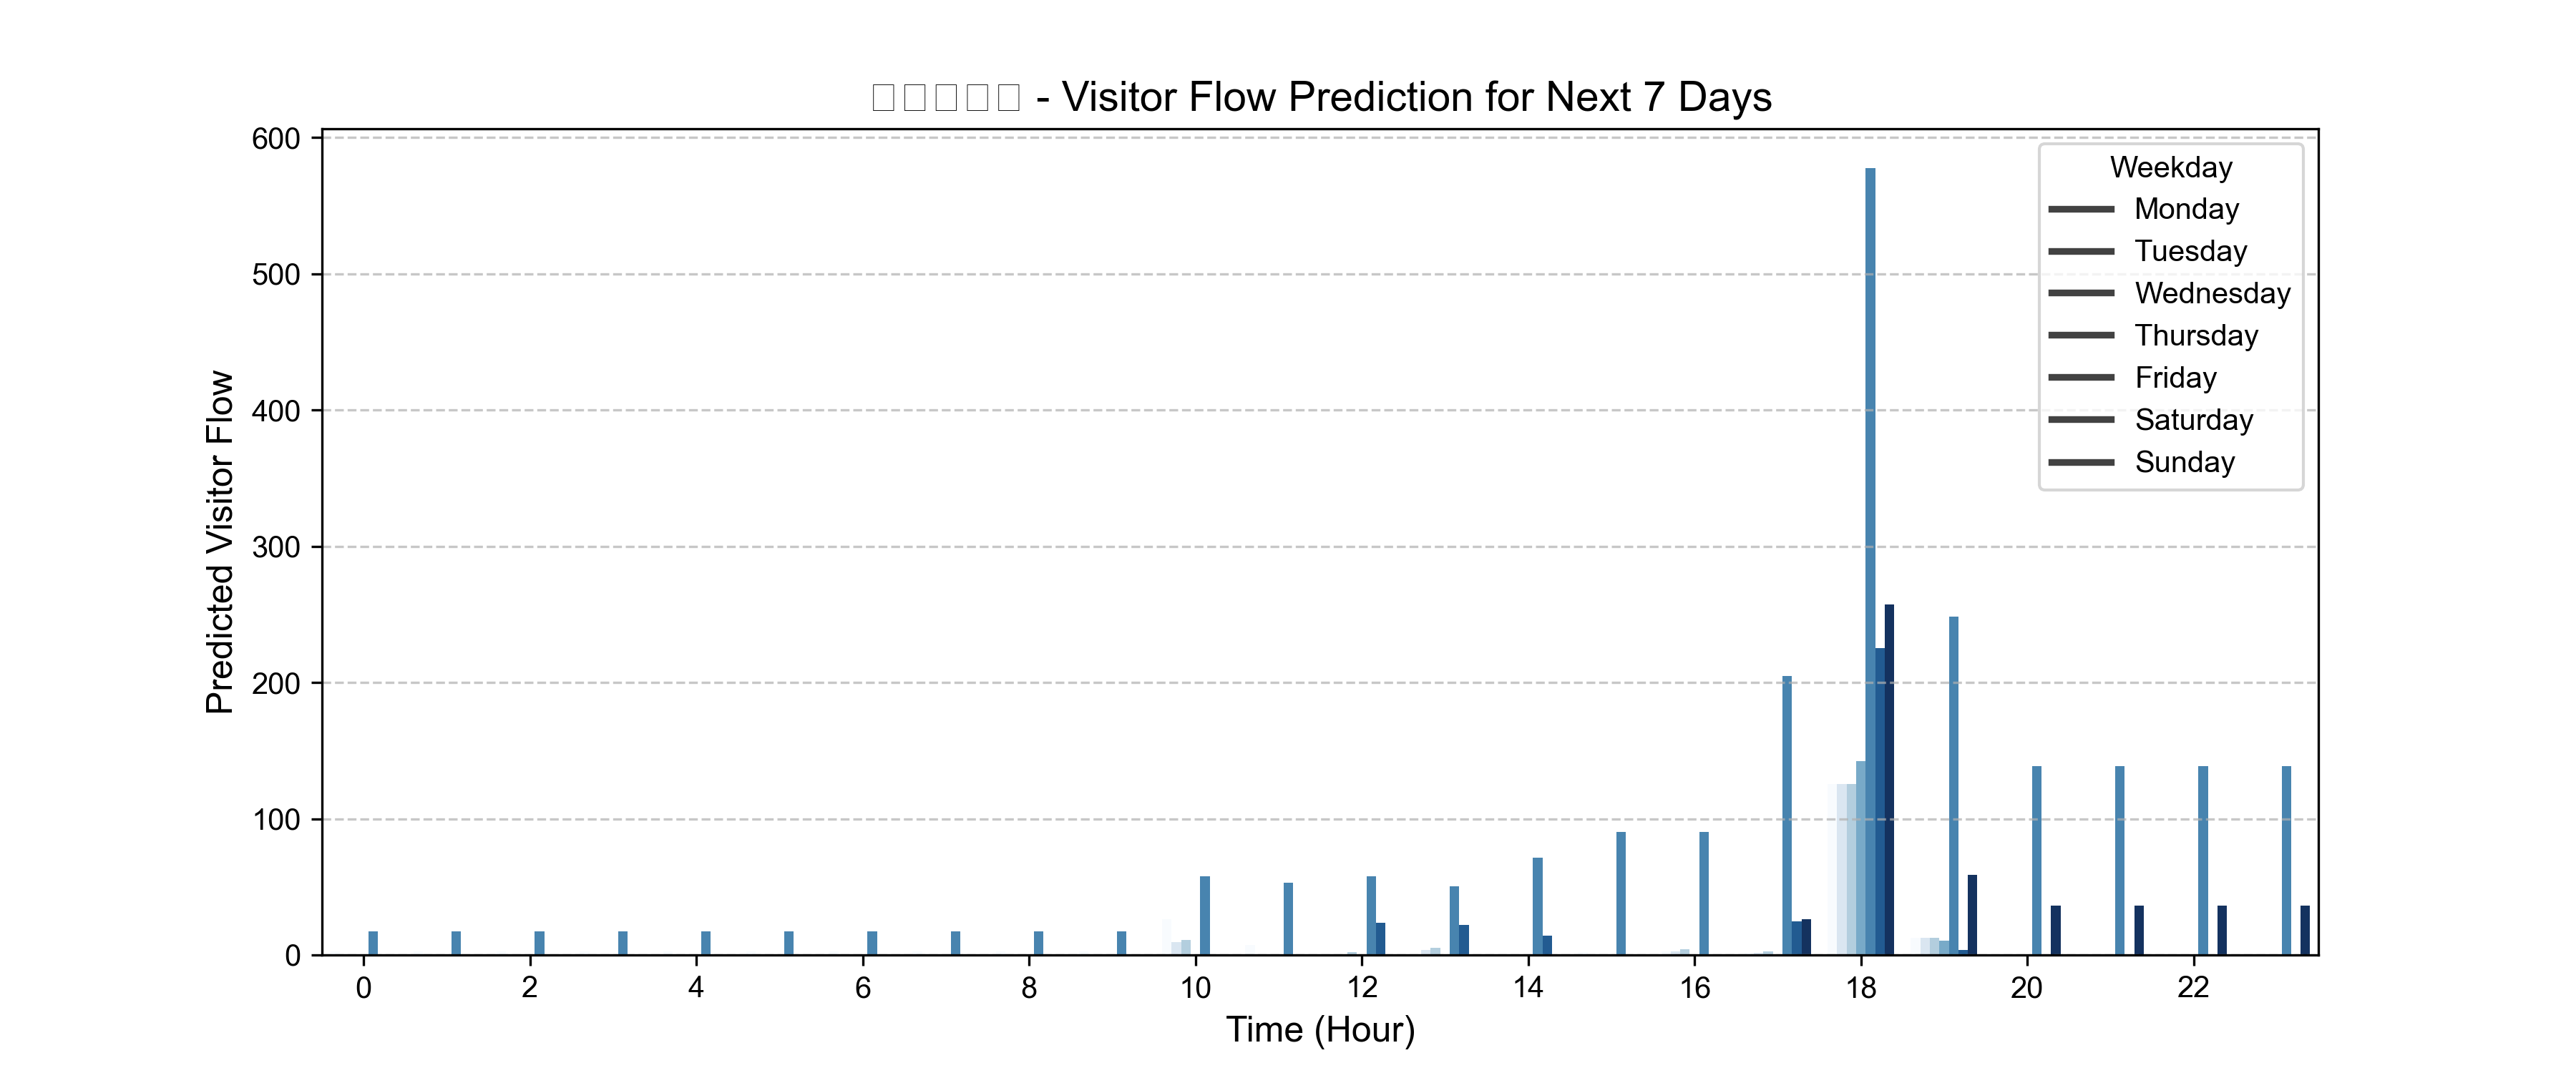 - Visitor Flow Prediction for Next 7 Days
600
500
400
300
200
100
0
Predicted Visitor Flow
Weekday
Monday
Tuesday
Wednesday
Thursday
Friday
Saturday
Sunday
0 2 4 6 8 10 12 14 16 18 20 22
Time (Hour)